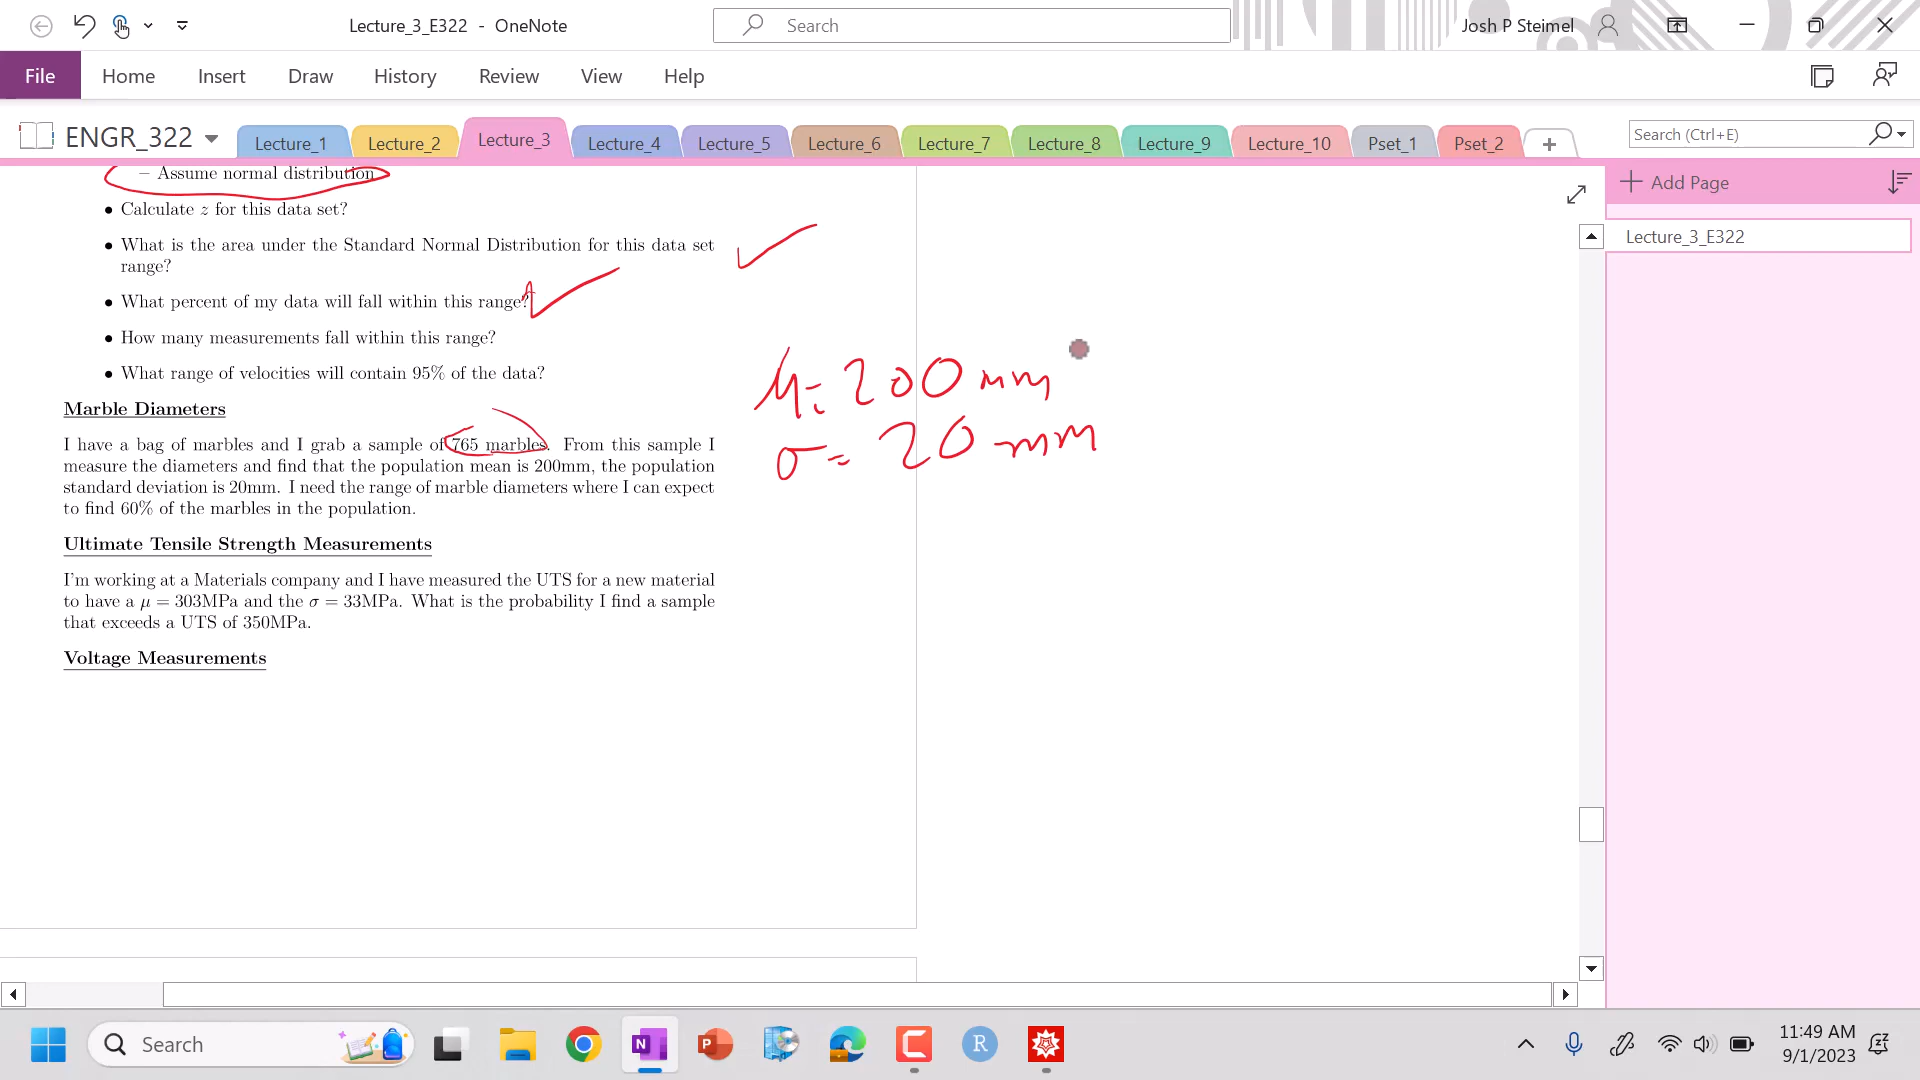 Lecture_3_E322 - OneNote
Search
Josh P Steimel
File
Home
Insert
Draw
History
Review
View
Help
ENGR_322
Lecture_1
Lecture_2
Lecture_3
Lecture_4
Lecture_5
Lecture_6
Lecture_7
Lecture_8
Lecture_9
Lecture_10
Pset_1
Pset_2
Search (Ctrl+E)
Add Page
Lecture_3_E322
– Assume normal distribution
• Calculate z for this data set?
• What is the area under the Standard Normal Distribution for this data set
range?
• What percent of my data will fall within this range?
• How many measurements fall within this range?
• What range of velocities will contain 95% of the data?
Marble Diameters
I have a bag of marbles and I grab a sample of 765 marbles. From this sample I
measure the diameters and find that the population mean is 200mm, the population
standard deviation is 20mm. I need the range of marble diameters where I can expect
to find 60% of the marbles in the population.
Ultimate Tensile Strength Measurements
I'm working at a Materials company and I have measured the UTS for a new material
to have a μ = 303MPa and the σ = 33MPa. What is the probability I find a sample
that exceeds a UTS of 350MPa.
Voltage Measurements
μ = 200 mm
σ = 20 mm
Search
11:49 AM
9/1/2023